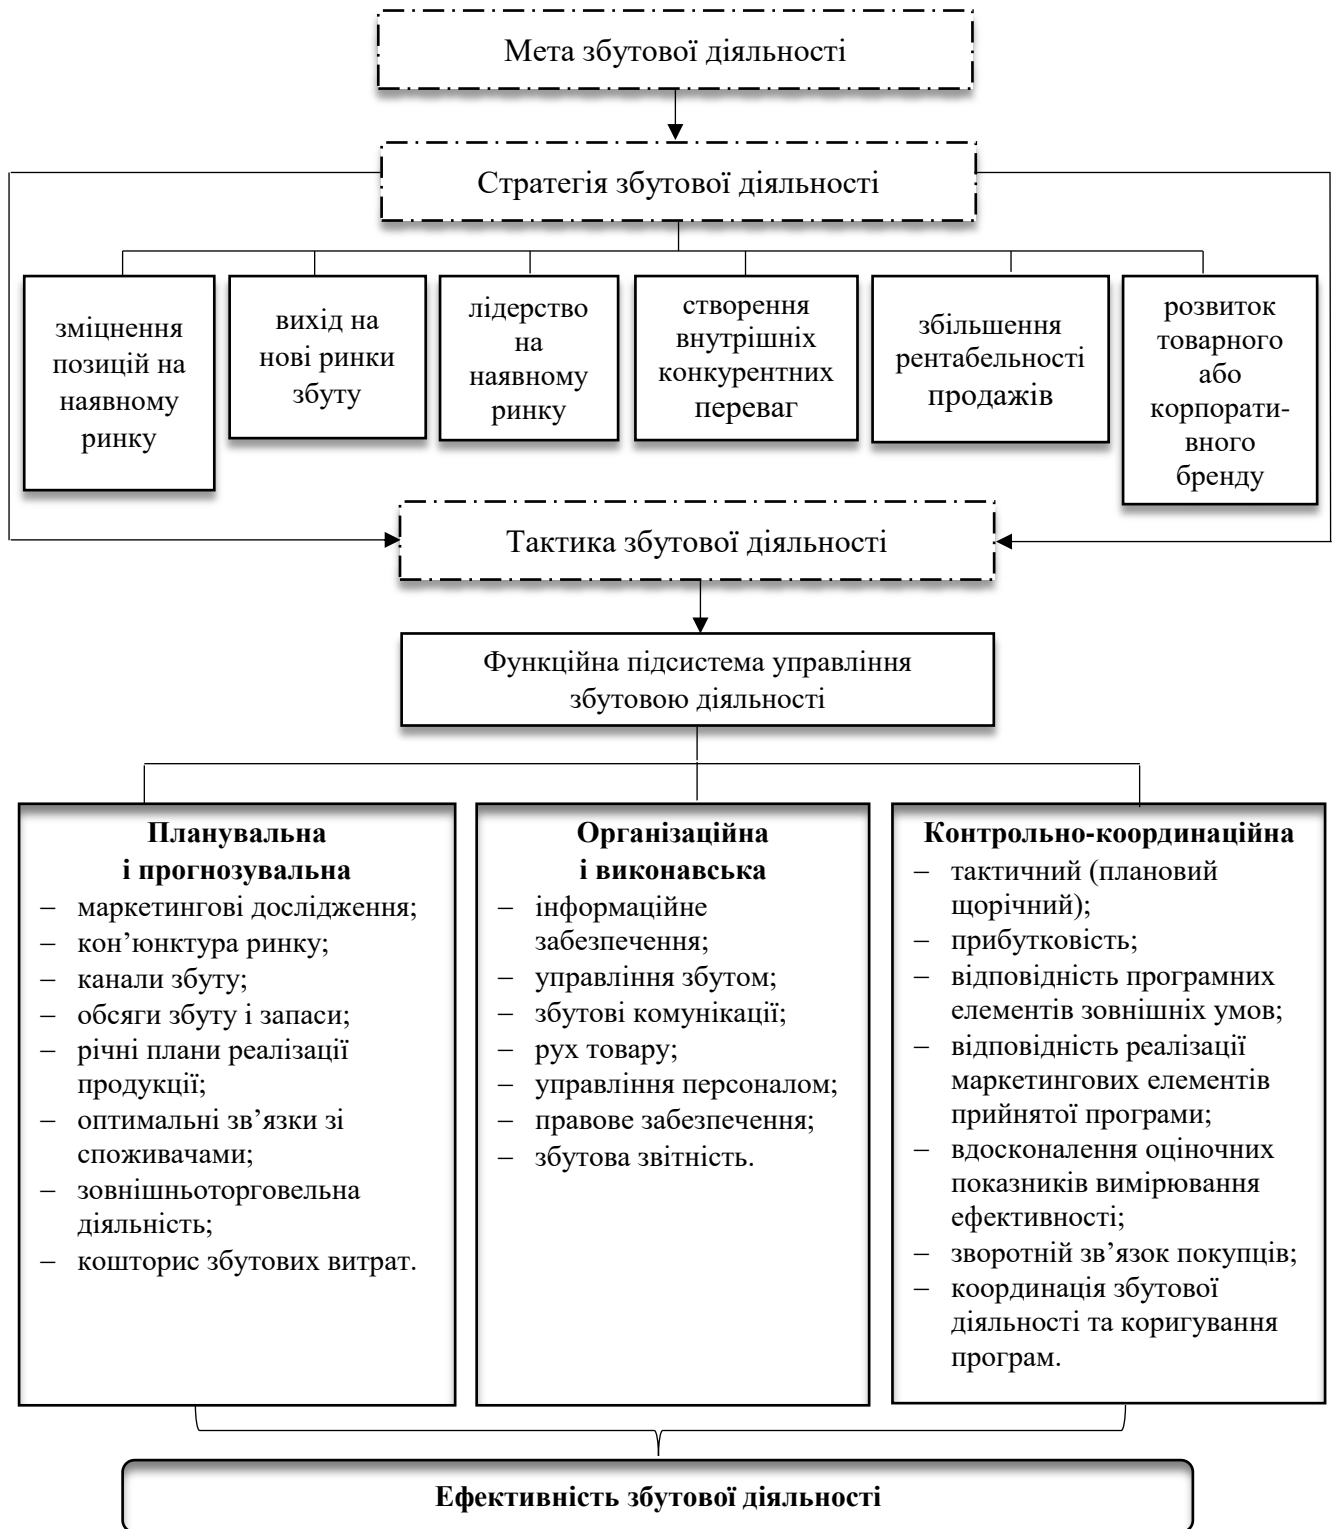 Мета збутової діяльності
Стратегія збутової діяльності
зміцнення
позицій на
наявному
ринку
вихід на
нові ринки
збуту
лідерство
на
наявному
ринку
створення
внутрішніх
конкурентних
переваг
збільшення
рентабельності
продажів
розвиток
товарного
або
корпорати-
вного
бренду
Тактика збутової діяльності
Функційна підсистема управління
збутовою діяльності
Планувальна
і прогнозувальна
– маркетингові дослідження;
– кон’юнктура ринку;
– канали збуту;
– обсяги збуту і запаси;
– річні плани реалізації
продукції;
– оптимальні зв’язки зі
споживачами;
– зовнішньоторговельна
діяльність;
– кошторис збутових витрат.
Організаційна
і виконавська
– інформаційне
забезпечення;
– управління збутом;
– збутові комунікації;
– рух товару;
– управління персоналом;
– правове забезпечення;
– збутова звітність.
Контрольно-координаційна
– тактичний (плановий
щорічний);
– прибутковість;
– відповідність програмних
елементів зовнішніх умов;
– відповідність реалізації
маркетингових елементів
прийнятої програми;
– вдосконалення оціночних
показників вимірювання
ефективності;
– зворотній зв’язок покупців;
– координація збутової
діяльності та коригування
програм.
Ефективність збутової діяльності